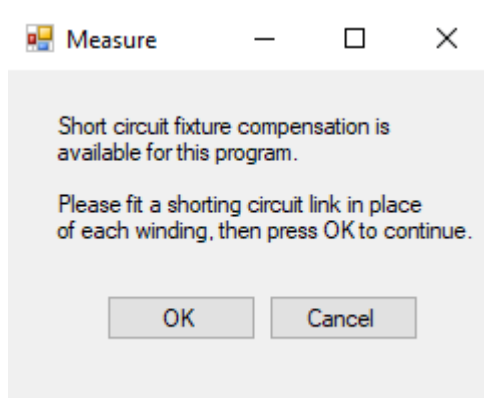 Measure
Short circuit fixture compensation is
available for this program.
Please fit a shorting circuit link in place
of each winding, then press OK to continue.
OK
Cancel